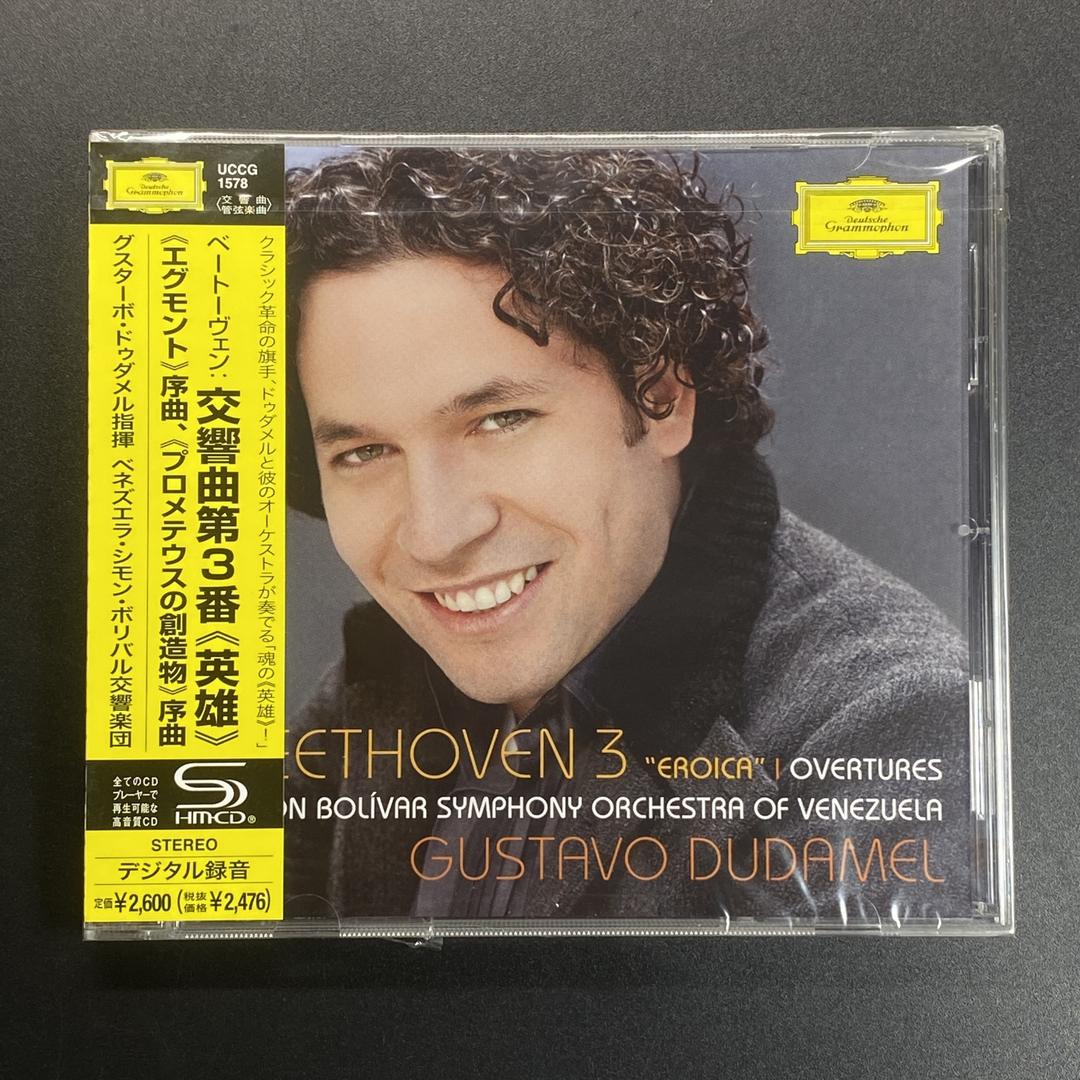 Deutsche
Grammophon
UCCG
1578
〈交響曲
管弦楽曲〉
クラシック革命の旗手、ドゥダメルと彼のオーケストラが奏でる「魂の《英雄》！」
ベートーヴェン：交響曲第3番《英雄》
《エグモント》序曲、《プロメテウスの創造物》序曲
グスターボ・ドゥダメル指揮 ベネズエラ・シモン・ボリバル交響楽団
全てのCD
プレーヤーで
再生可能な
高音質CD
SHM-CD®
STEREO
デジタル録音
定価¥2,600(税抜価格¥2,476)
Deutsche
Grammophon
EETHOVEN 3 "EROICA" | OVERTURES
ON BOLÍVAR SYMPHONY ORCHESTRA OF VENEZUELA
GUSTAVO DUDAMEL